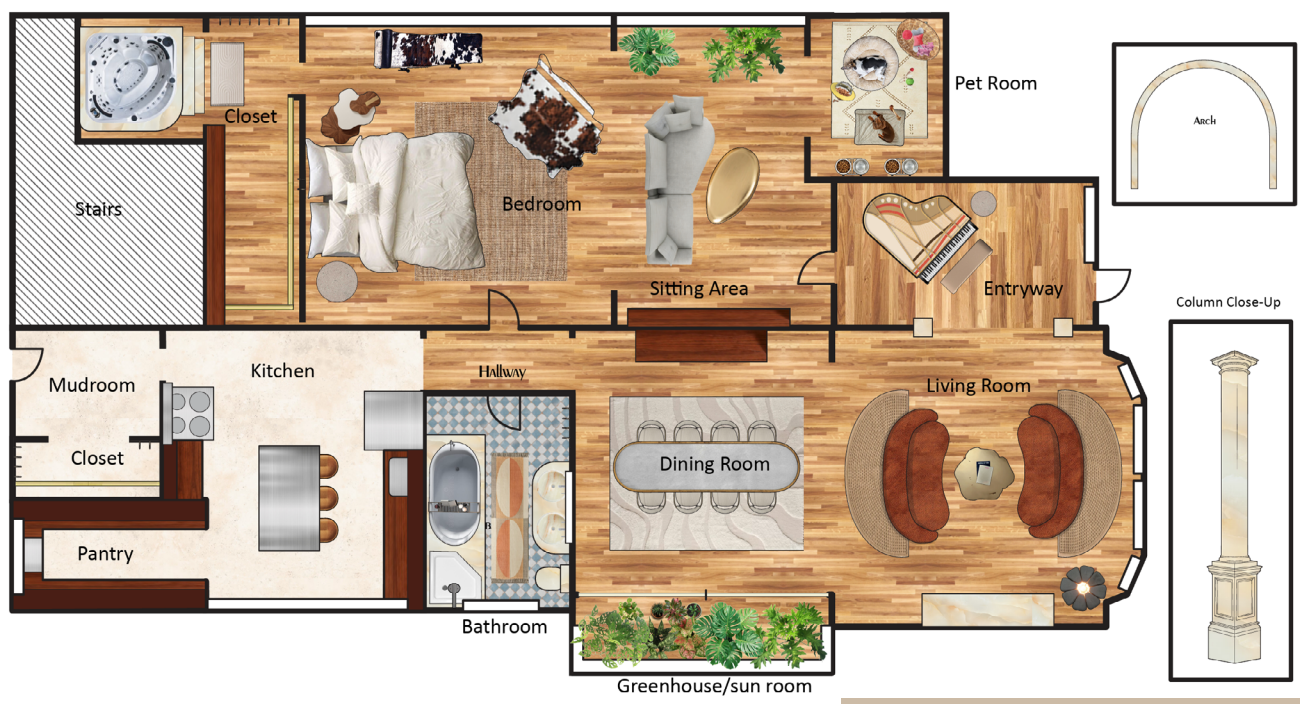 Pet Room
Closet
Arch
Stairs
Bedroom
Sitting Area
Entryway
Column Close-Up
Mudroom
Kitchen
Hallway
Living Room
Closet
Dining Room
Pantry
B
Bathroom
Greenhouse/sun room